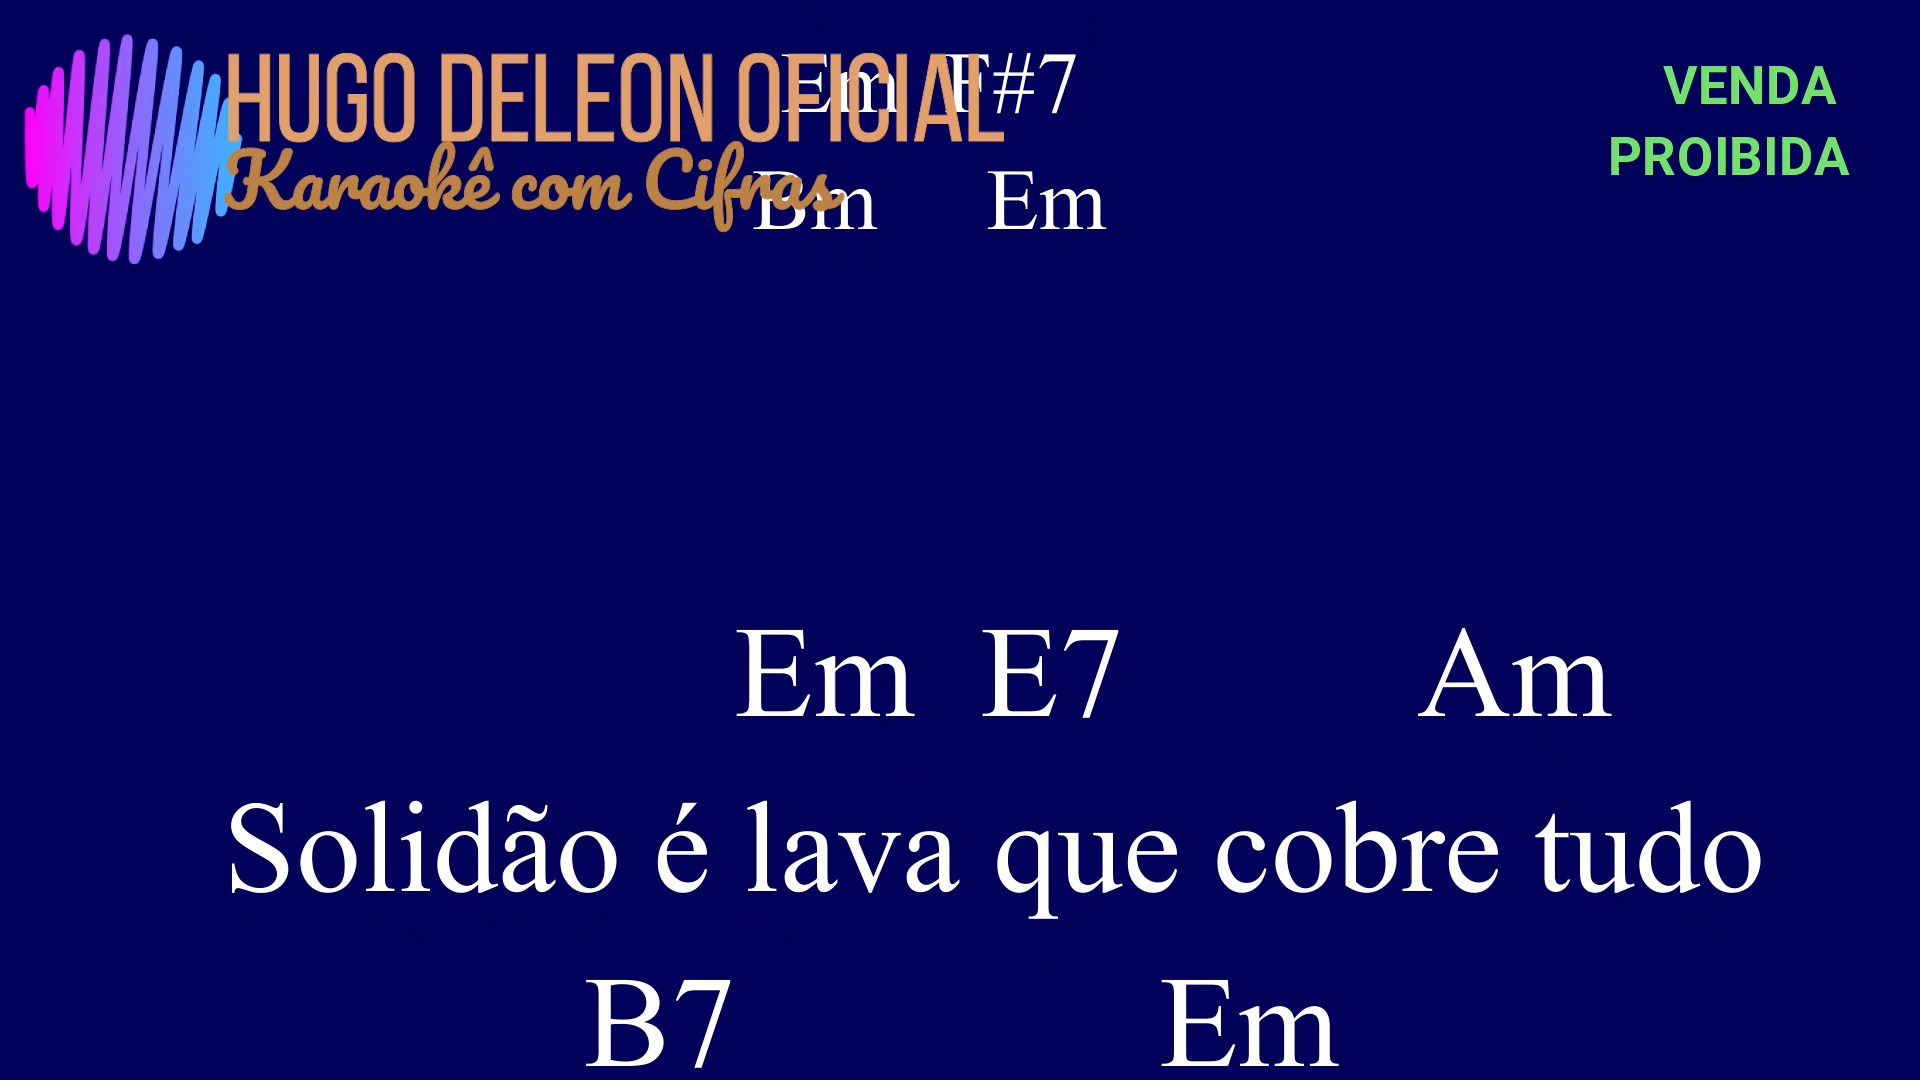 HUGO DELEON OFICIAL
Karaokê com Cifras
Em F#7
Bm Em
VENDA
PROIBIDA
Em E7 Am
Solidão é lava que cobre tudo
B7 Em